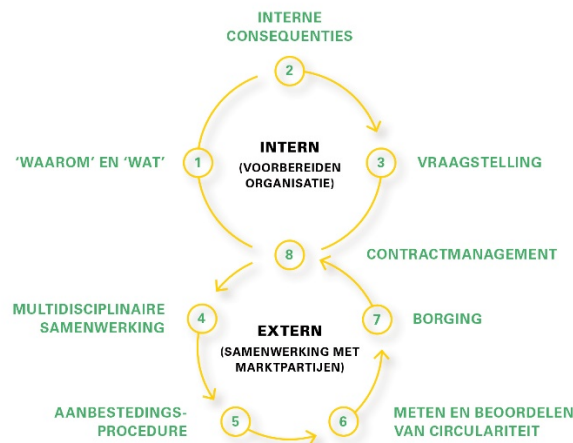 INTERNE
CONSEQUENTIES
2
INTERN
(VOORBEREIDEN
ORGANISATIE)
'WAAROM' EN 'WAT'
1
3
VRAAGSTELLING
8
CONTRACTMANAGEMENT
MULTIDISCIPLINAIRE
SAMENWERKING
4
EXTERN
(SAMENWERKING MET
MARKTPARTIJEN)
7
BORGING
AANBESTEDINGS-
PROCEDURE
5
6
METEN EN BEOORDELEN
VAN CIRCULARITEIT